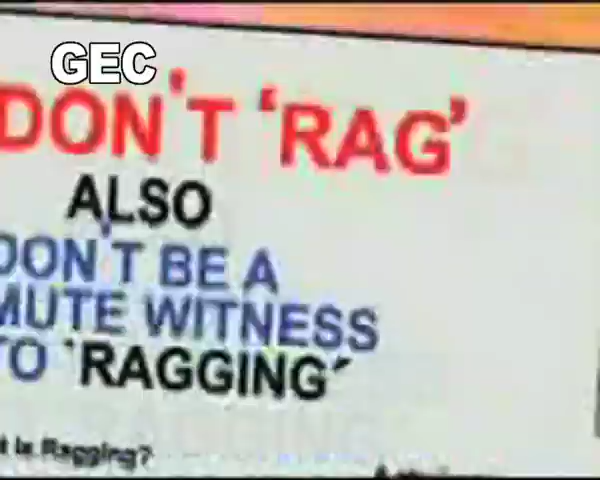 GEC
DON'T 'RAG'
ALSO
DON'T BE A
MUTE WITNESS
TO 'RAGGING'
t is Ragging?